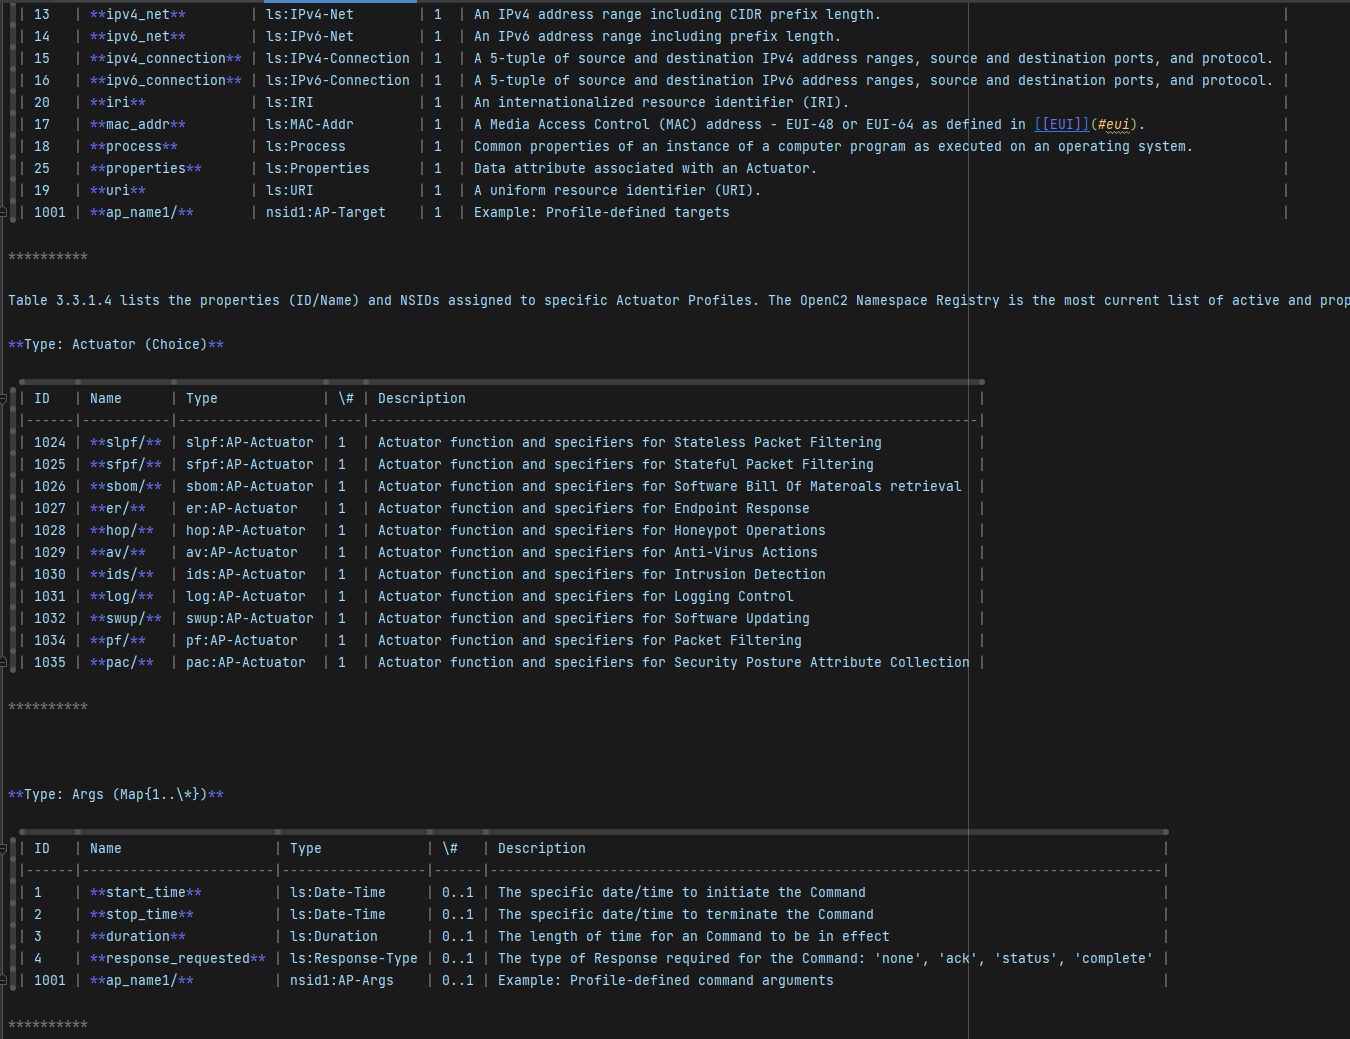 | 13   | **ipv4_net**        | ls:IPv4-Net        | 1  | An IPv4 address range including CIDR prefix length. |
| 14   | **ipv6_net**        | ls:IPv6-Net        | 1  | An IPv6 address range including prefix length. |
| 15   | **ipv4_connection** | ls:IPv4-Connection | 1  | A 5-tuple of source and destination IPv4 address ranges, source and destination ports, and protocol. |
| 16   | **ipv6_connection** | ls:IPv6-Connection | 1  | A 5-tuple of source and destination IPv6 address ranges, source and destination ports, and protocol. |
| 20   | **iri**             | ls:IRI             | 1  | An internationalized resource identifier (IRI). |
| 17   | **mac_addr**        | ls:MAC-Addr        | 1  | A Media Access Control (MAC) address - EUI-48 or EUI-64 as defined in [[EUI]](#eui). |
| 18   | **process**         | ls:Process         | 1  | Common properties of an instance of a computer program as executed on an operating system. |
| 25   | **properties**      | ls:Properties      | 1  | Data attribute associated with an Actuator. |
| 19   | **uri**             | ls:URI             | 1  | A uniform resource identifier (URI). |
| 1001 | **ap_name1/**       | nsid1:AP-Target    | 1  | Example: Profile-defined targets |
**********
Table 3.3.1.4 lists the properties (ID/Name) and NSIDs assigned to specific Actuator Profiles. The OpenC2 Namespace Registry is the most current list of active and prop
**Type: Actuator (Choice)**
| ID   | Name      | Type             | \# | Description |
|------|-----------|------------------|----|----------------------------------------------------------------------------|
| 1024 | **slpf/** | slpf:AP-Actuator | 1  | Actuator function and specifiers for Stateless Packet Filtering |
| 1025 | **sfpf/** | sfpf:AP-Actuator | 1  | Actuator function and specifiers for Stateful Packet Filtering |
| 1026 | **sbom/** | sbom:AP-Actuator | 1  | Actuator function and specifiers for Software Bill Of Materoals retrieval |
| 1027 | **er/**   | er:AP-Actuator   | 1  | Actuator function and specifiers for Endpoint Response |
| 1028 | **hop/**  | hop:AP-Actuator  | 1  | Actuator function and specifiers for Honeypot Operations |
| 1029 | **av/**   | av:AP-Actuator   | 1  | Actuator function and specifiers for Anti-Virus Actions |
| 1030 | **ids/**  | ids:AP-Actuator  | 1  | Actuator function and specifiers for Intrusion Detection |
| 1031 | **log/**  | log:AP-Actuator  | 1  | Actuator function and specifiers for Logging Control |
| 1032 | **swup/** | swup:AP-Actuator | 1  | Actuator function and specifiers for Software Updating |
| 1034 | **pf/**   | pf:AP-Actuator   | 1  | Actuator function and specifiers for Packet Filtering |
| 1035 | **pac/**  | pac:AP-Actuator  | 1  | Actuator function and specifiers for Security Posture Attribute Collection |
**********
**Type: Args (Map{1..\*})**
| ID   | Name                   | Type             | \#   | Description |
|------|------------------------|------------------|------|------------------------------------------------------------------------------------|
| 1    | **start_time**         | ls:Date-Time     | 0..1 | The specific date/time to initiate the Command |
| 2    | **stop_time**          | ls:Date-Time     | 0..1 | The specific date/time to terminate the Command |
| 3    | **duration**           | ls:Duration      | 0..1 | The length of time for an Command to be in effect |
| 4    | **response_requested** | ls:Response-Type | 0..1 | The type of Response required for the Command: 'none', 'ack', 'status', 'complete' |
| 1001 | **ap_name1/**          | nsid1:AP-Args    | 0..1 | Example: Profile-defined command arguments |
**********